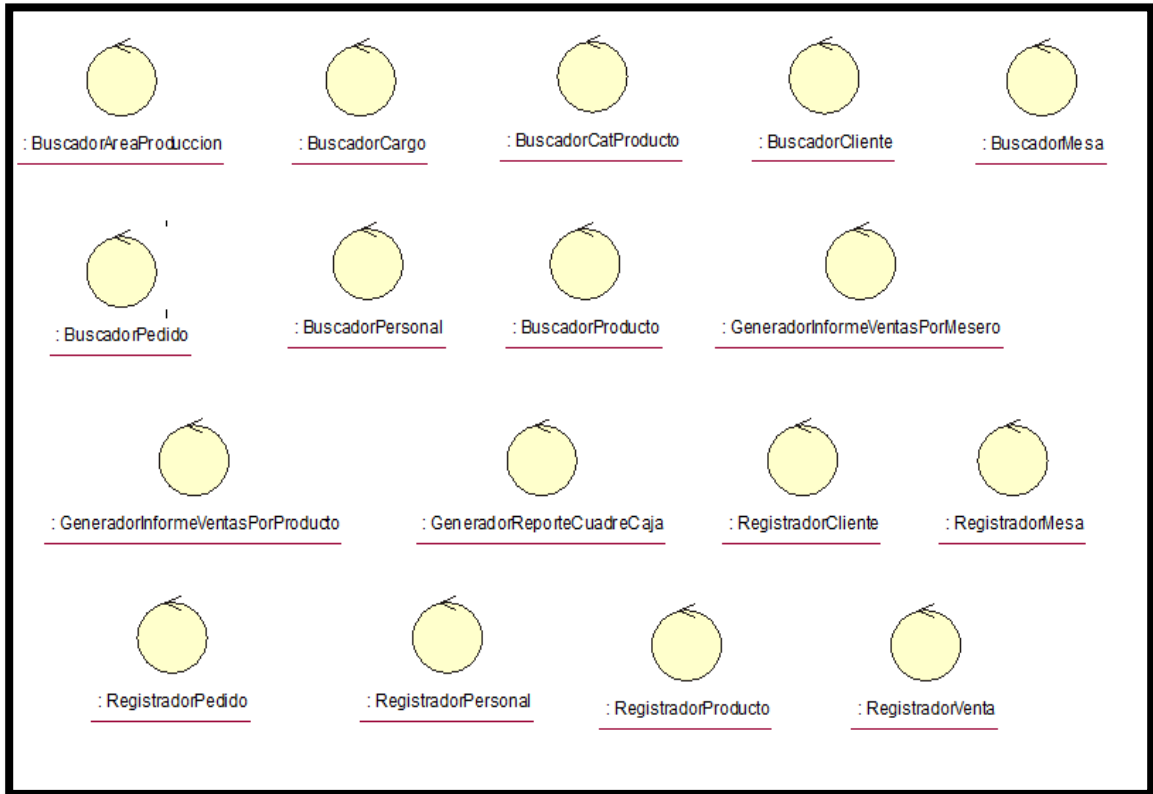 : BuscadorAreaProduccion
: BuscadorCargo
: BuscadorCatProducto
: BuscadorCliente
: BuscadorMesa
: BuscadorPedido
: BuscadorPersonal
: BuscadorProducto
: GeneradorInformeVentasPorMesero
: GeneradorInformeVentasPorProducto
: GeneradorReporteCuadreCaja
: RegistradorCliente
: RegistradorMesa
: RegistradorPedido
: RegistradorPersonal
: RegistradorProducto
: RegistradorVenta